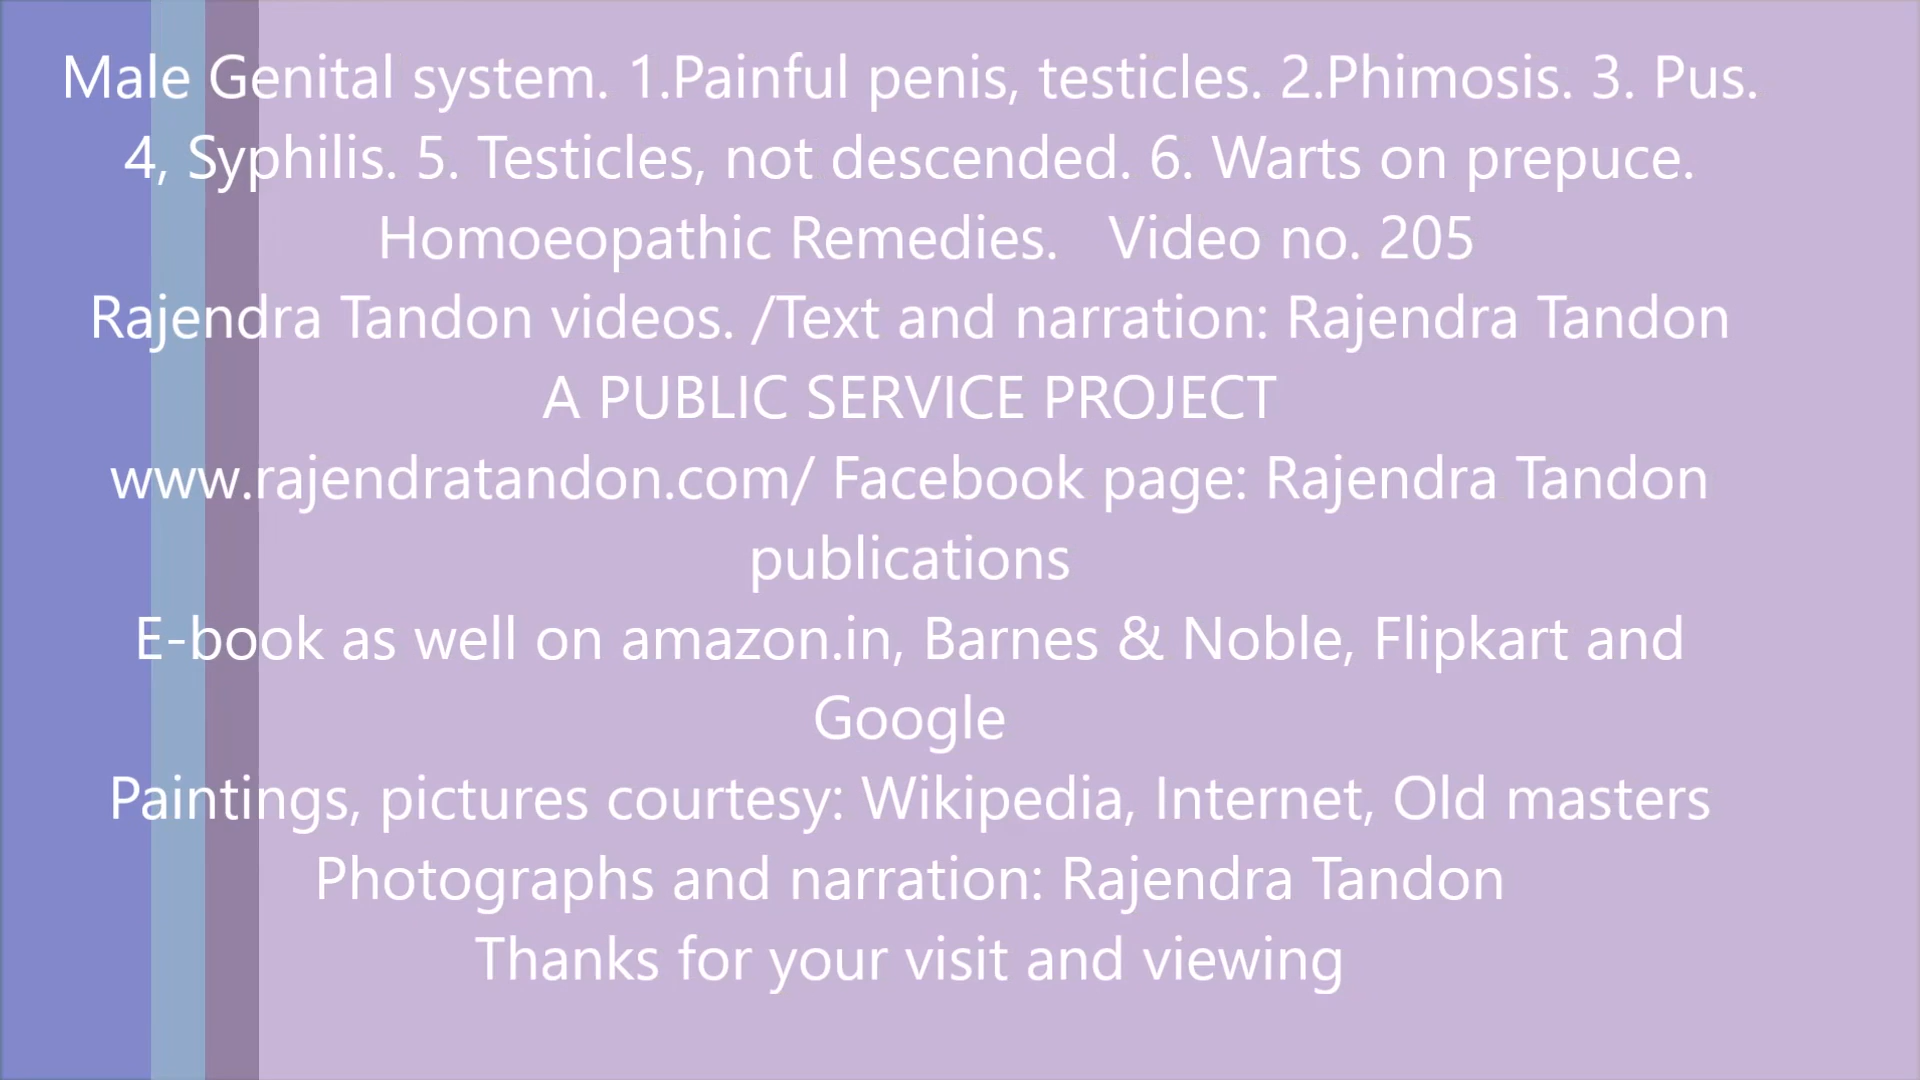 Male Genital system. 1.Painful penis, testicles. 2.Phimosis. 3. Pus.
4, Syphilis. 5. Testicles, not descended. 6. Warts on prepuce.
Homoeopathic Remedies.   Video no. 205
Rajendra Tandon videos. /Text and narration: Rajendra Tandon
A PUBLIC SERVICE PROJECT
www.rajendratandon.com/ Facebook page: Rajendra Tandon
publications
E-book as well on amazon.in, Barnes & Noble, Flipkart and
Google
Paintings, pictures courtesy: Wikipedia, Internet, Old masters
Photographs and narration: Rajendra Tandon
Thanks for your visit and viewing